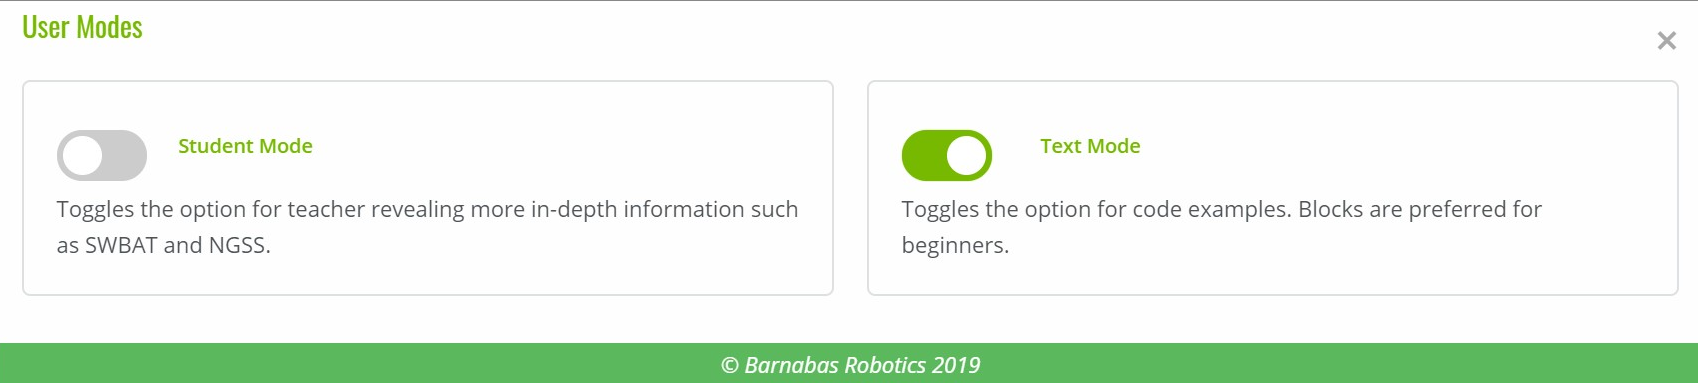 User Modes
×
Student Mode
Toggles the option for teacher revealing more in-depth information such
as SWBAT and NGSS.
Text Mode
Toggles the option for code examples. Blocks are preferred for
beginners.
© Barnabas Robotics 2019